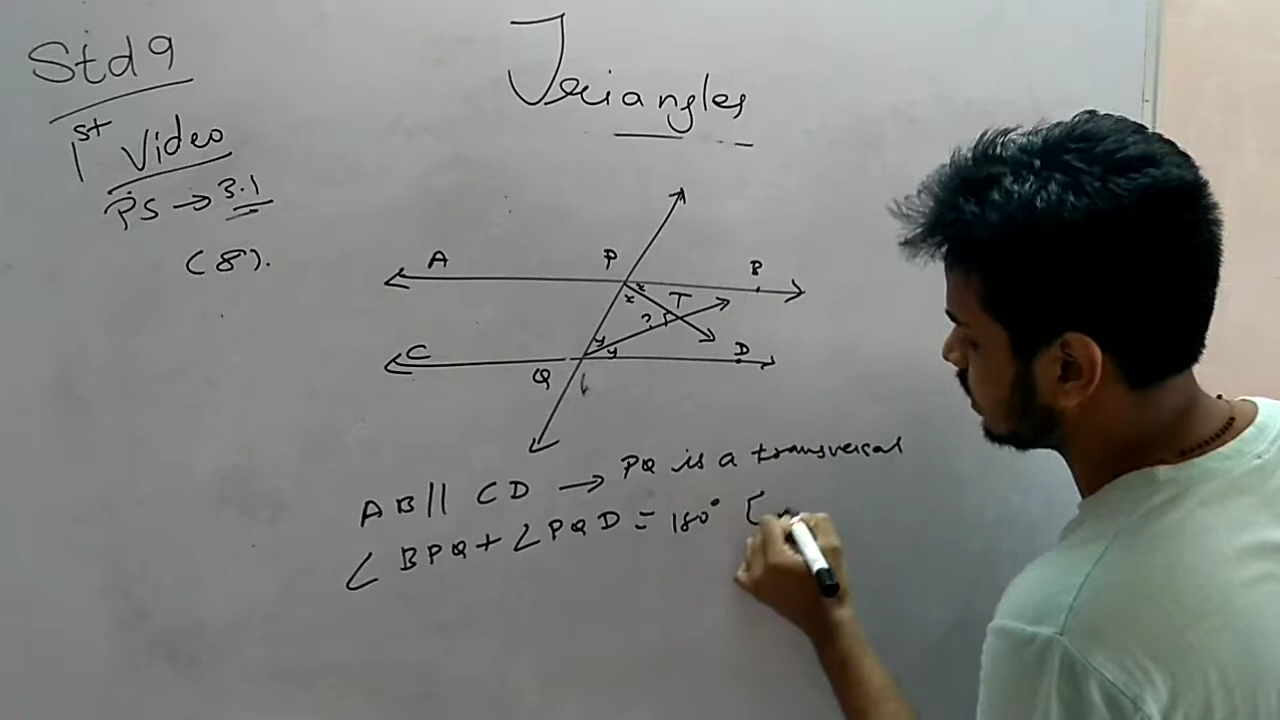 Std 9
Triangles
1st Video
PS → 3.1
(8).
A P B
x x T
?
y y
C Q D
AB || CD → PQ is a transversal
∠BPQ + ∠PQD = 180° [